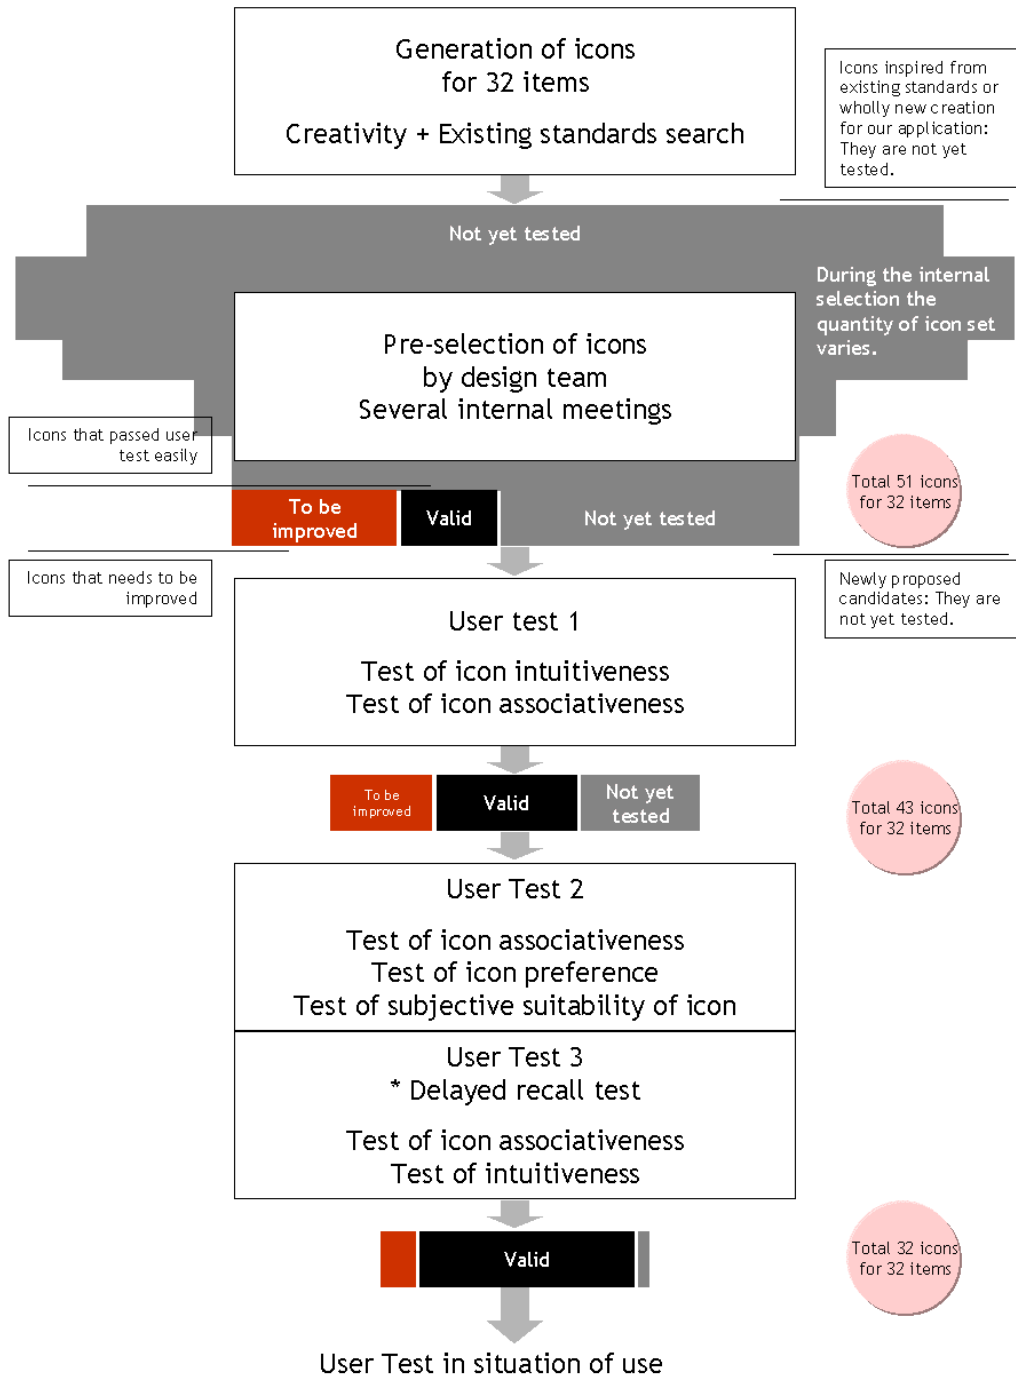 Generation of icons
for 32 items
Creativity + Existing standards search
Icons inspired from
existing standards or
wholly new creation
for our application:
They are not yet
tested.
Not yet tested
During the internal
selection the
quantity of icon set
varies.
Pre-selection of icons
by design team
Several internal meetings
Icons that passed user
test easily
Total 51 icons
for 32 items
To be
improved
Valid
Not yet tested
Icons that needs to be
improved
Newly proposed
candidates: They are
not yet tested.
User test 1
Test of icon intuitiveness
Test of icon associativeness
To be
improved
Valid
Not yet
tested
Total 43 icons
for 32 items
User Test 2
Test of icon associativeness
Test of icon preference
Test of subjective suitability of icon
User Test 3
* Delayed recall test
Test of icon associativeness
Test of intuitiveness
Valid
Total 32 icons
for 32 items
User Test in situation of use